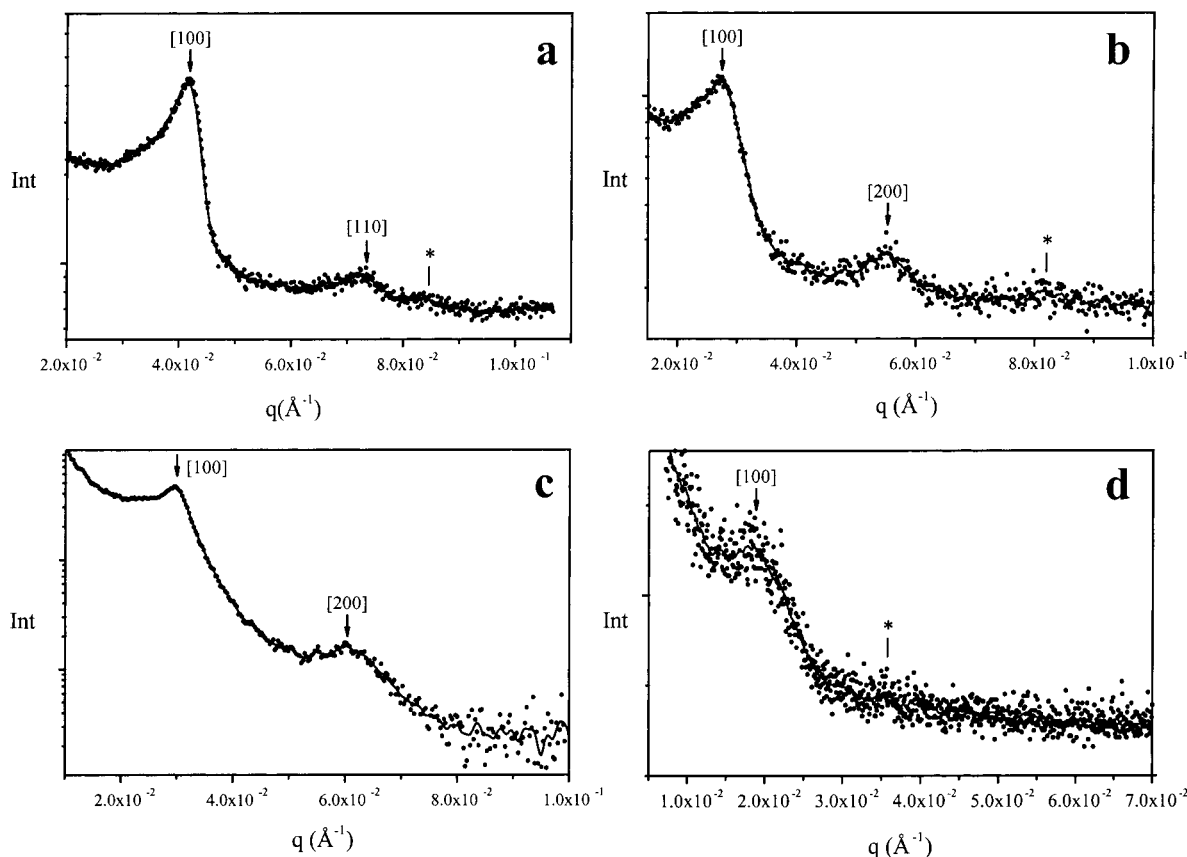 [100]
a
[110]
*
Int
2.0x10 -2
4.0x10 -2
6.0x10 -2
8.0x10 -2
1.0x10 -1
q(Å-1)
[100]
b
[200]
*
Int
2.0x10 -2
4.0x10 -2
6.0x10 -2
8.0x10 -2
1.0x10 -1
q (Å-1)
[100]
c
[200]
Int
2.0x10 -2
4.0x10 -2
6.0x10 -2
8.0x10 -2
1.0x10 -1
q (Å-1)
[100]
d
*
Int
1.0x10 -2
2.0x10 -2
3.0x10 -2
4.0x10 -2
5.0x10 -2
6.0x10 -2
7.0x10 -2
q (Å-1)